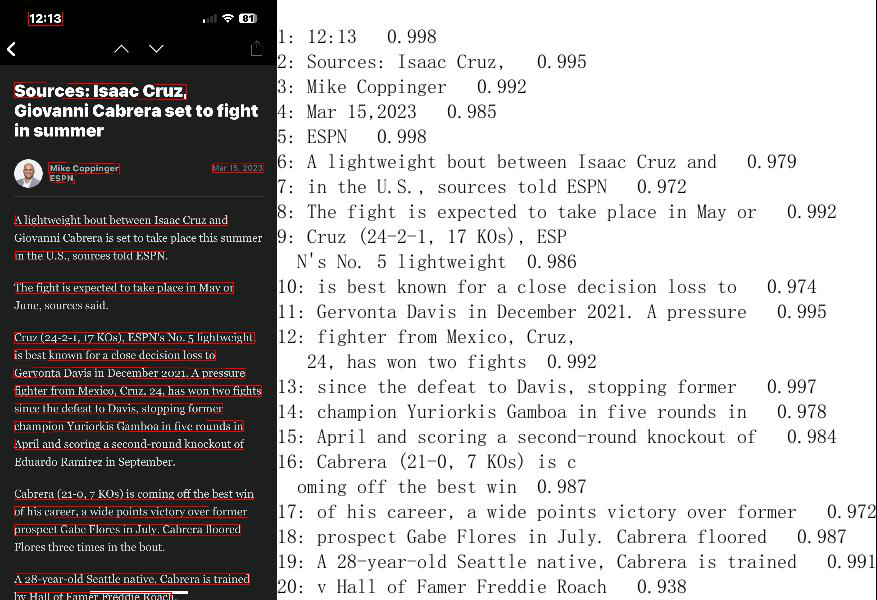 12:13
81
Sources: Isaac Cruz,
Giovanni Cabrera set to fight
in summer
Mike Coppinger
ESPN
Mar 15, 2023
A lightweight bout between Isaac Cruz and
Giovanni Cabrera is set to take place this summer
in the U.S., sources told ESPN.
The fight is expected to take place in May or
June, sources said.
Cruz (24-2-1, 17 KOs), ESPN's No. 5 lightweight
is best known for a close decision loss to
Gervonta Davis in December 2021. A pressure
fighter from Mexico, Cruz, 24, has won two fights
since the defeat to Davis, stopping former
champion Yuriorkis Gamboa in five rounds in
April and scoring a second-round knockout of
Eduardo Ramirez in September.
Cabrera (21-0, 7 KOs) is coming off the best win
of his career, a wide points victory over former
prospect Gabe Flores in July. Cabrera floored
Flores three times in the bout.
A 28-year-old Seattle native, Cabrera is trained
by Hall of Famer Freddie Roach.
1: 12:13 0.998
2: Sources: Isaac Cruz, 0.995
3: Mike Coppinger 0.992
4: Mar 15,2023 0.985
5: ESPN 0.998
6: A lightweight bout between Isaac Cruz and 0.979
7: in the U.S., sources told ESPN 0.972
8: The fight is expected to take place in May or 0.992
9: Cruz (24-2-1, 17 KOs), ESP
N's No. 5 lightweight 0.986
10: is best known for a close decision loss to 0.974
11: Gervonta Davis in December 2021. A pressure 0.995
12: fighter from Mexico, Cruz,
24, has won two fights 0.992
13: since the defeat to Davis, stopping former 0.997
14: champion Yuriorkis Gamboa in five rounds in 0.978
15: April and scoring a second-round knockout of 0.984
16: Cabrera (21-0, 7 KOs) is c
oming off the best win 0.987
17: of his career, a wide points victory over former 0.972
18: prospect Gabe Flores in July. Cabrera floored 0.987
19: A 28-year-old Seattle native, Cabrera is trained 0.991
20: v Hall of Famer Freddie Roach 0.938